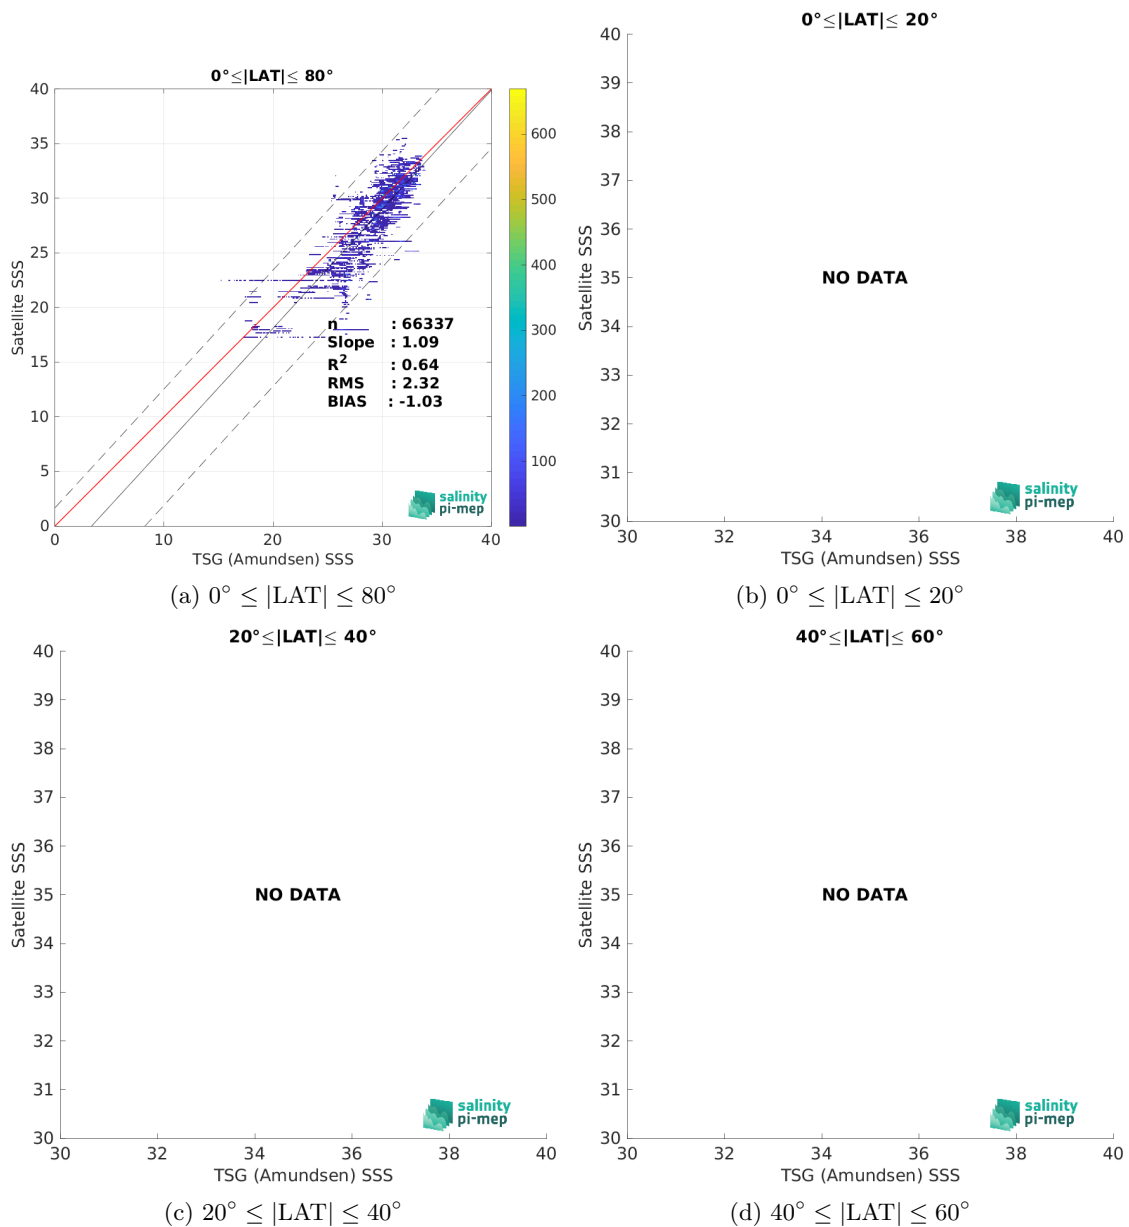 0°≤|LAT|≤ 80°
40
35
30
25
20
15
10
5
0
0
10
20
30
40
Satellite SSS
TSG (Amundsen) SSS
n : 66337
Slope : 1.09
R² : 0.64
RMS : 2.32
BIAS : -1.03
600
500
400
300
200
100
salinity
pi-mep
(a) 0° ≤ |LAT| ≤ 80°
0°≤|LAT|≤ 20°
40
39
38
37
36
35
34
33
32
31
30
30
32
34
36
38
40
Satellite SSS
TSG (Amundsen) SSS
NO DATA
salinity
pi-mep
(b) 0° ≤ |LAT| ≤ 20°
20°≤|LAT|≤ 40°
40
39
38
37
36
35
34
33
32
31
30
30
32
34
36
38
40
Satellite SSS
TSG (Amundsen) SSS
NO DATA
salinity
pi-mep
(c) 20° ≤ |LAT| ≤ 40°
40°≤|LAT|≤ 60°
40
39
38
37
36
35
34
33
32
31
30
30
32
34
36
38
40
Satellite SSS
TSG (Amundsen) SSS
NO DATA
salinity
pi-mep
(d) 40° ≤ |LAT| ≤ 60°